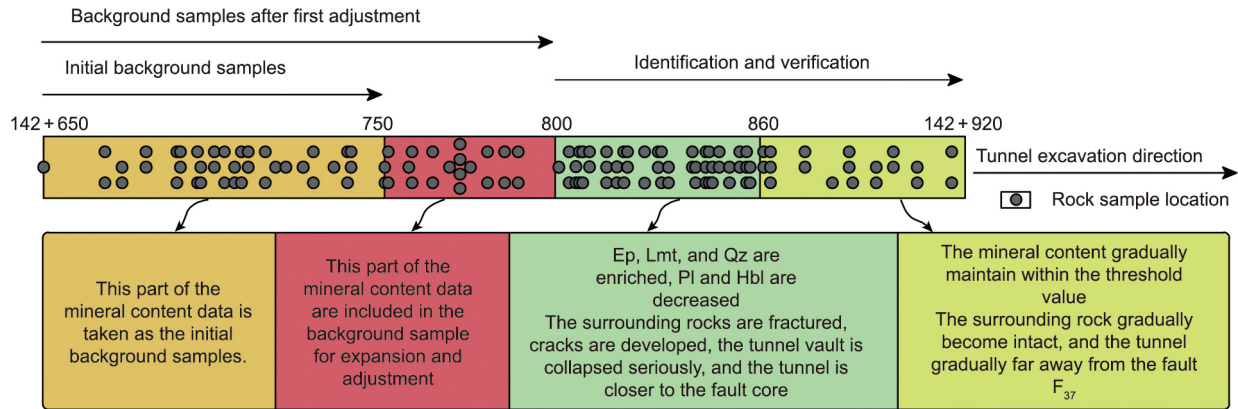 Background samples after first adjustment
Initial background samples
Identification and verification
142 + 650
750
800
860
142 + 920
Tunnel excavation direction
Rock sample location
This part of the
mineral content data is
taken as the initial
background samples.
This part of the
mineral content data
are included in the
background sample
for expansion and
adjustment
Ep, Lmt, and Qz are
enriched, Pl and Hbl are
decreased
The surrounding rocks are fractured,
cracks are developed, the tunnel vault is
collapsed seriously, and the tunnel is
closer to the fault core
The mineral content gradually
maintain within the threshold
value
The surrounding rock gradually
become intact, and the tunnel
gradually far away from the fault
F37